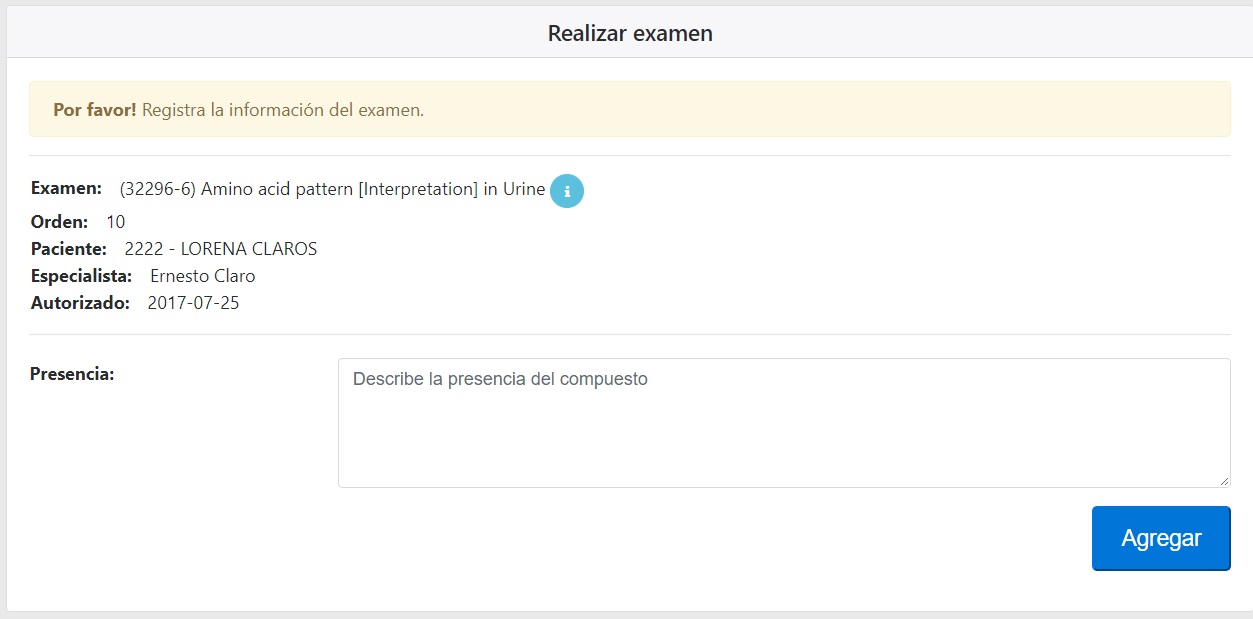 Realizar examen
Por favor! Registra la información del examen.
Examen: (32296-6) Amino acid pattern [Interpretation] in Urine i
Orden: 10
Paciente: 2222 - LORENA CLAROS
Especialista: Ernesto Claro
Autorizado: 2017-07-25
Presencia: Describe la presencia del compuesto
Agregar